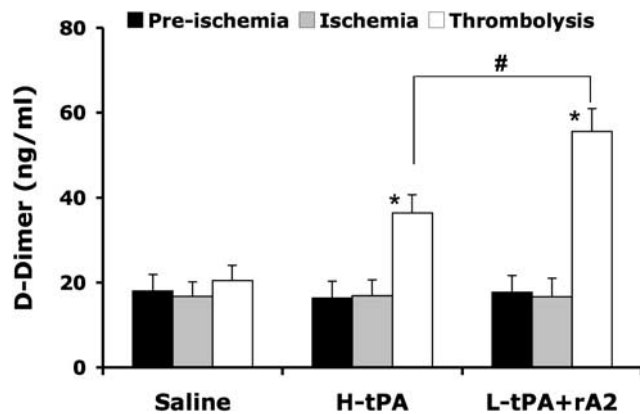 Pre-ischemia Ischemia Thrombolysis
D-Dimer (ng/ml)
80
60
40
20
0
#
*
*
Saline H-tPA L-tPA+rA2